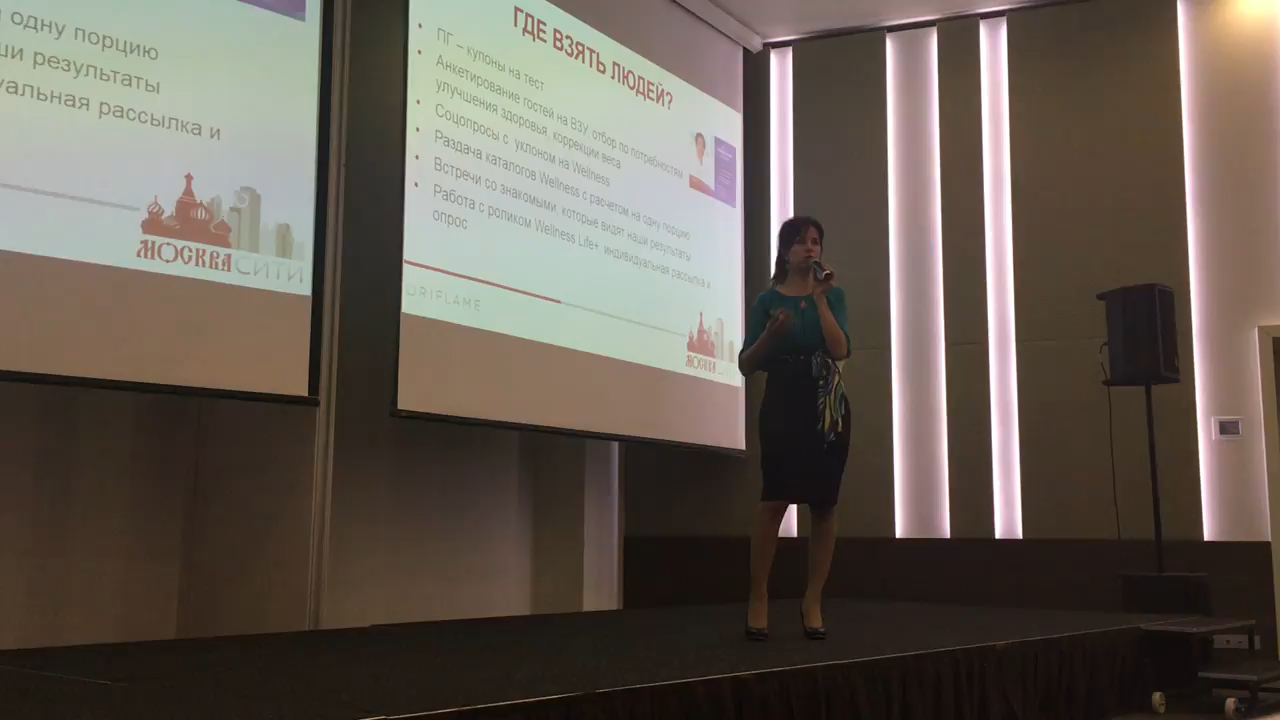 одну порцию
ши результаты
уальная рассылка и
МОСКВА СИТИ
ГДЕ ВЗЯТЬ ЛЮДЕЙ?
• ПГ – купоны на тест
• Анкетирование гостей на ВЗУ, отбор по потребностям
улучшения здоровья, коррекции веса
• Соцопросы с уклоном на Wellness
• Раздача каталогов Wellness с расчетом на одну порцию
• Встречи со знакомыми, которые видят наши результаты
• Работа с роликом Wellness Life+, индивидуальная рассылка и
опрос
ORIFLAME
МОСКВА